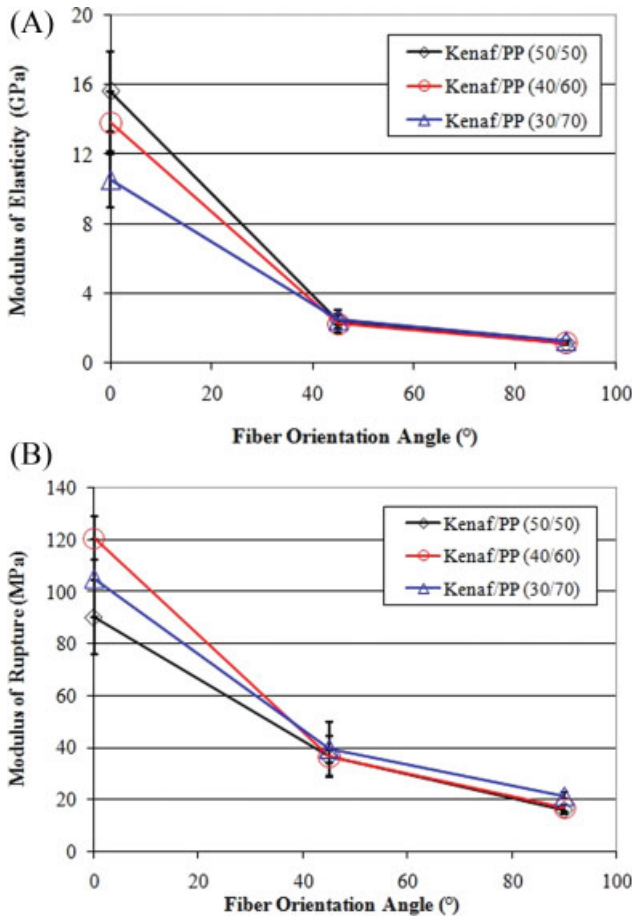 (A)
20
16
12
8
4
0
Modulus of Elasticity (GPa)
Kenaf/PP (50/50)
Kenaf/PP (40/60)
Kenaf/PP (30/70)
0 20 40 60 80 100
Fiber Orientation Angle (°)
(B)
140
120
100
80
60
40
20
0
Modulus of Rupture (MPa)
Kenaf/PP (50/50)
Kenaf/PP (40/60)
Kenaf/PP (30/70)
0 20 40 60 80 100
Fiber Orientation Angle (°)